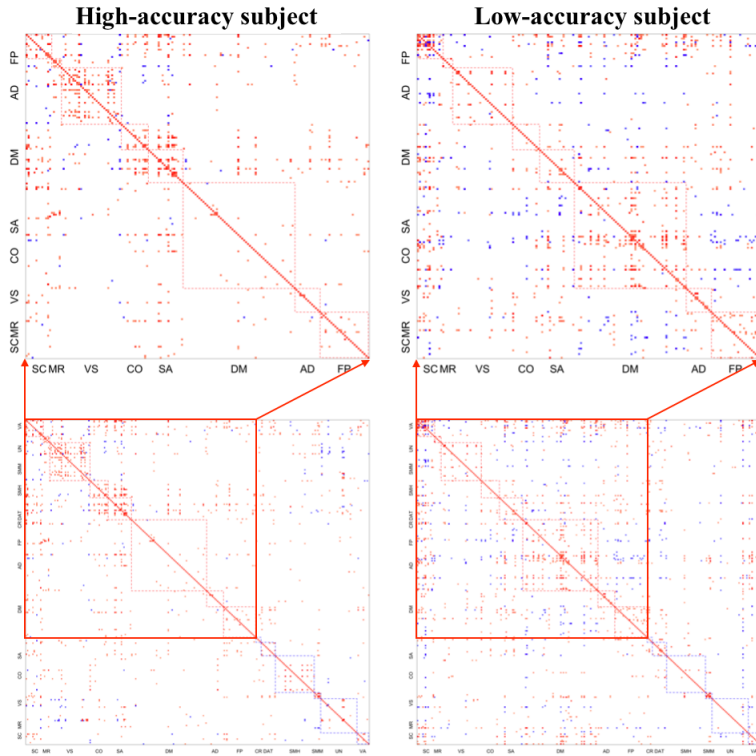 High-accuracy subject
Low-accuracy subject
FP
AD
DM
SA
CO
VS
SCMR
SC MR VS CO SA DM AD FP
FP
AD
DM
SA
CO
VS
SCMR
SC MR VS CO SA DM AD FP
VA
UN
SMM
SMH
CR DAT
FP
AD
DM
SA
CO
VS
MR
SC
SC MR VS CO SA DM AD FP CR DAT SMH SMM UN VA
VA
UN
SMM
SMH
CR DAT
FP
AD
DM
SA
CO
VS
MR
SC
SC MR VS CO SA DM AD FP CR DAT SMH SMM UN